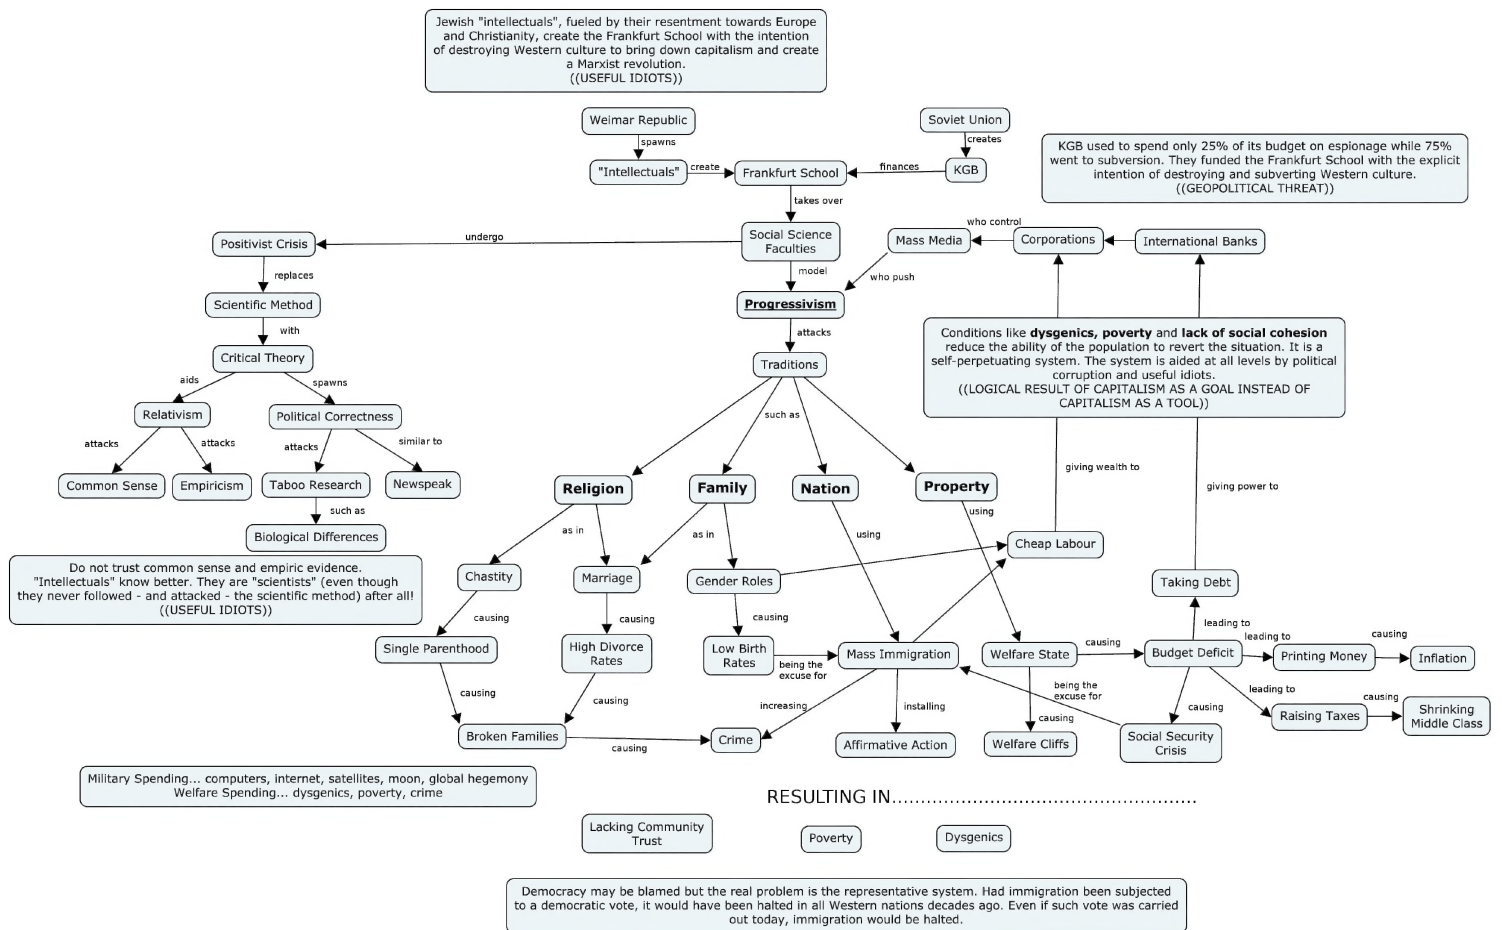 Jewish "intellectuals", fueled by their resentment towards Europe
and Christianity, create the Frankfurt School with the intention
of destroying Western culture to bring down capitalism and create
a Marxist revolution.
((USEFUL IDIOTS))
Weimar Republic
spawns
"Intellectuals"
create
Frankfurt School
finances
KGB
creates
Soviet Union
KGB used to spend only 25% of its budget on espionage while 75%
went to subversion. They funded the Frankfurt School with the explicit
intention of destroying and subverting Western culture.
((GEOPOLITICAL THREAT))
takes over
Social Science
Faculties
undergo
Positivist Crisis
replaces
Scientific Method
with
Critical Theory
aids
spawns
Relativism
Political Correctness
attacks
attacks
attacks
similar to
Common Sense
Empiricism
Taboo Research
Newspeak
such as
Biological Differences
Do not trust common sense and empiric evidence.
"Intellectuals" know better. They are "scientists" (even though
they never followed - and attacked - the scientific method) after all!
((USEFUL IDIOTS))
model
Progressivism
who push
Mass Media
who control
Corporations
International Banks
attacks
Traditions
such as
Conditions like dysgenics, poverty and lack of social cohesion
reduce the ability of the population to revert the situation. It is a
self-perpetuating system. The system is aided at all levels by political
corruption and useful idiots.
((LOGICAL RESULT OF CAPITALISM AS A GOAL INSTEAD OF
CAPITALISM AS A TOOL))
giving wealth to
giving power to
Religion
Family
Nation
Property
as in
as in
using
using
Chastity
Marriage
Gender Roles
Cheap Labour
Taking Debt
causing
causing
causing
leading to
Single Parenthood
High Divorce
Rates
Low Birth
Rates
being the
excuse for
Mass Immigration
Welfare State
causing
Budget Deficit
leading to
Printing Money
causing
Inflation
causing
causing
increasing
installing
being the
excuse for
causing
causing
leading to
Raising Taxes
causing
Shrinking
Middle Class
Broken Families
causing
Crime
Affirmative Action
Welfare Cliffs
Social Security
Crisis
Military Spending... computers, internet, satellites, moon, global hegemony
Welfare Spending... dysgenics, poverty, crime
RESULTING IN.....................................................
Lacking Community
Trust
Poverty
Dysgenics
Democracy may be blamed but the real problem is the representative system. Had immigration been subjected
to a democratic vote, it would have been halted in all Western nations decades ago. Even if such vote was carried
out today, immigration would be halted.